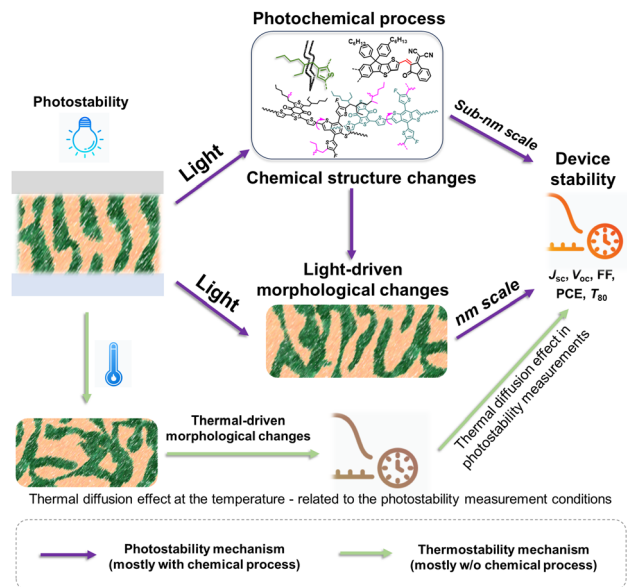 Photochemical process
C₆H₁₃
C₆H₁₃
NC
CN
S
S
S
O
Photostability
Light
Sub-nm scale
Chemical structure changes
Device
stability
Light
Light-driven
morphological changes
nm scale
Jsc, Voc, FF,
PCE, T80
Thermal diffusion effect in
photostability measurements
Thermal-driven
morphological changes
Thermal diffusion effect at the temperature - related to the photostability measurement conditions
Photostability mechanism
(mostly with chemical process)
Thermostability mechanism
(mostly w/o chemical process)